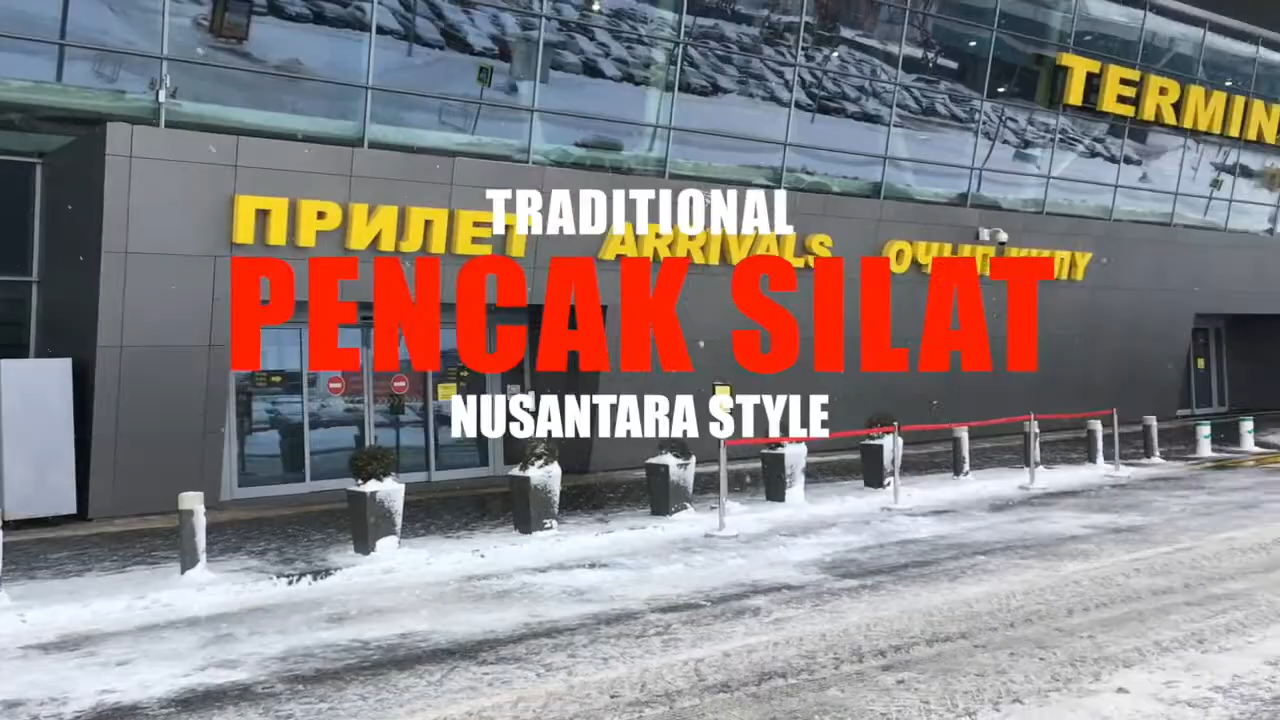 TERMIN
ПРИЛЕТ ARRIVALS
TRADITIONAL
PENCAK SILAT
NUSANTARA STYLE